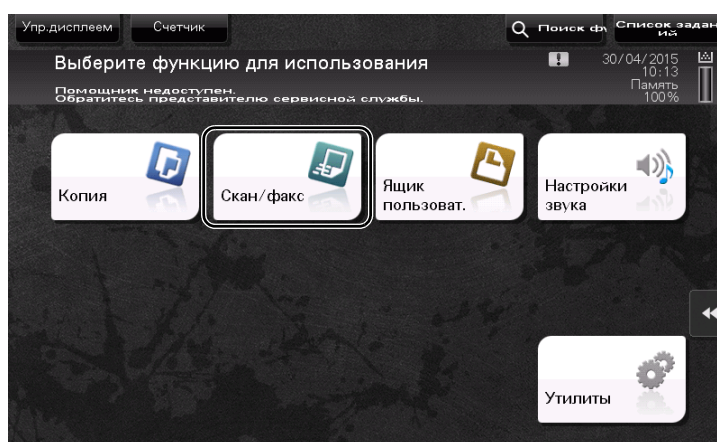 Упр.дисплеем
Счетчик
Поиск
Список задан
ий
Выберите функцию для использования
30/04/2015
10:13
Память
100%
Помощник недоступен.
Обратитесь представителю сервисной службы.
Копия
Скан/факс
Ящик
пользоват.
Настройки
звука
Утилиты